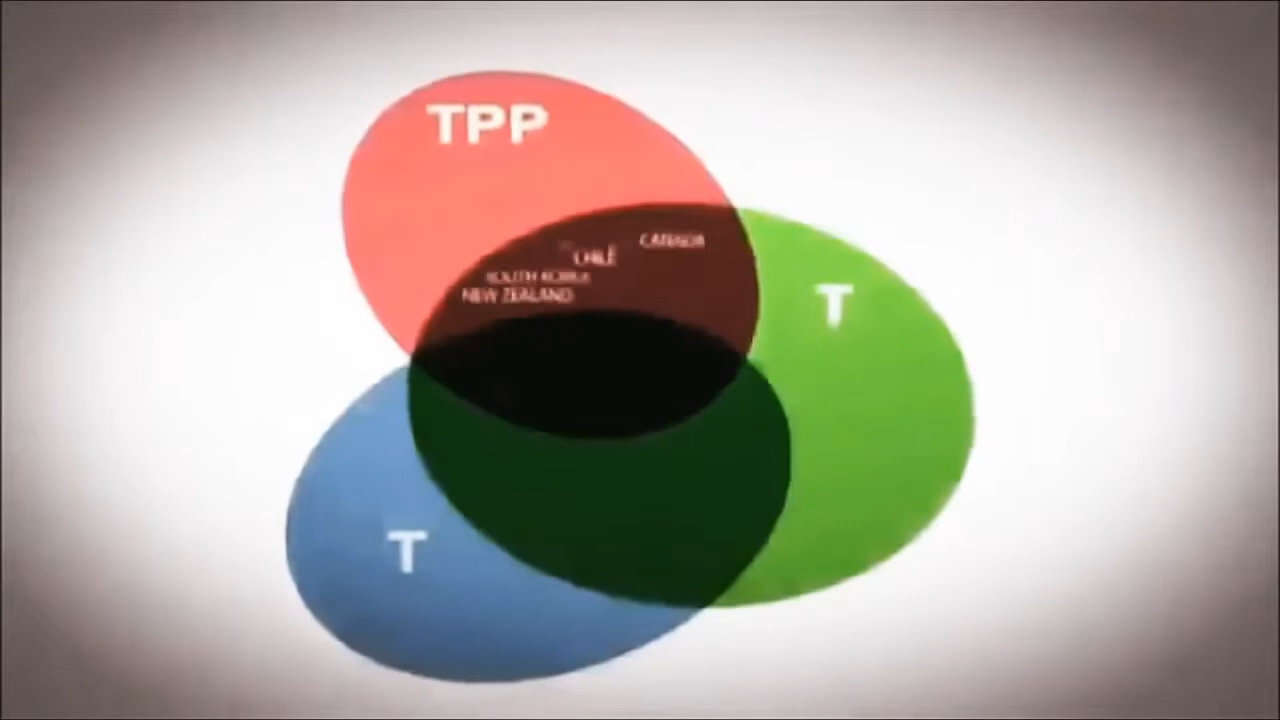 TPP
CANADA
CHILE
SOUTH KOREA
NEW ZEALAND
T
T